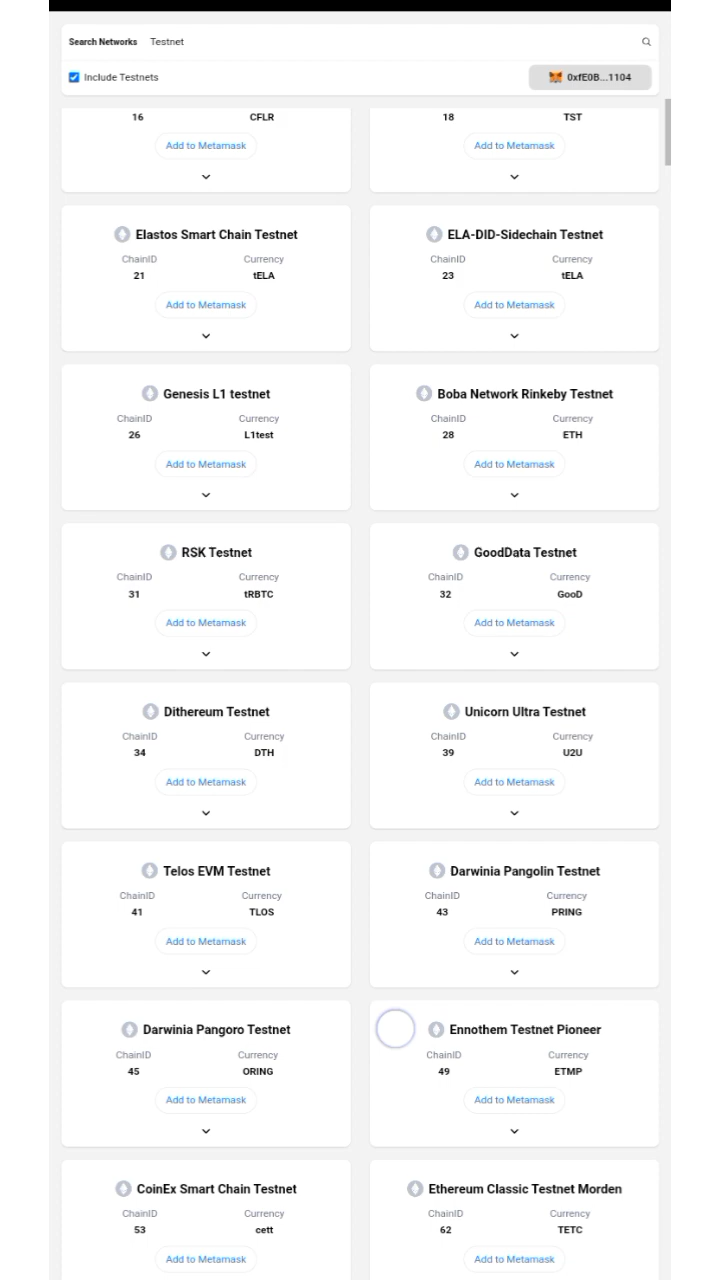 Search Networks Testnet
Include Testnets 0xfE0B...1104
16 CFLR 18 TST
Add to Metamask Add to Metamask
Elastos Smart Chain Testnet ELA-DID-Sidechain Testnet
ChainID Currency ChainID Currency
21 tELA 23 tELA
Add to Metamask Add to Metamask
Genesis L1 testnet Boba Network Rinkeby Testnet
ChainID Currency ChainID Currency
26 L1test 28 ETH
Add to Metamask Add to Metamask
RSK Testnet GoodData Testnet
ChainID Currency ChainID Currency
31 tRBTC 32 GooD
Add to Metamask Add to Metamask
Dithereum Testnet Unicorn Ultra Testnet
ChainID Currency ChainID Currency
34 DTH 39 U2U
Add to Metamask Add to Metamask
Telos EVM Testnet Darwinia Pangolin Testnet
ChainID Currency ChainID Currency
41 TLOS 43 PRING
Add to Metamask Add to Metamask
Darwinia Pangoro Testnet Ennothem Testnet Pioneer
ChainID Currency ChainID Currency
45 ORING 49 ETMP
Add to Metamask Add to Metamask
CoinEx Smart Chain Testnet Ethereum Classic Testnet Morden
ChainID Currency ChainID Currency
53 cett 62 TETC
Add to Metamask Add to Metamask